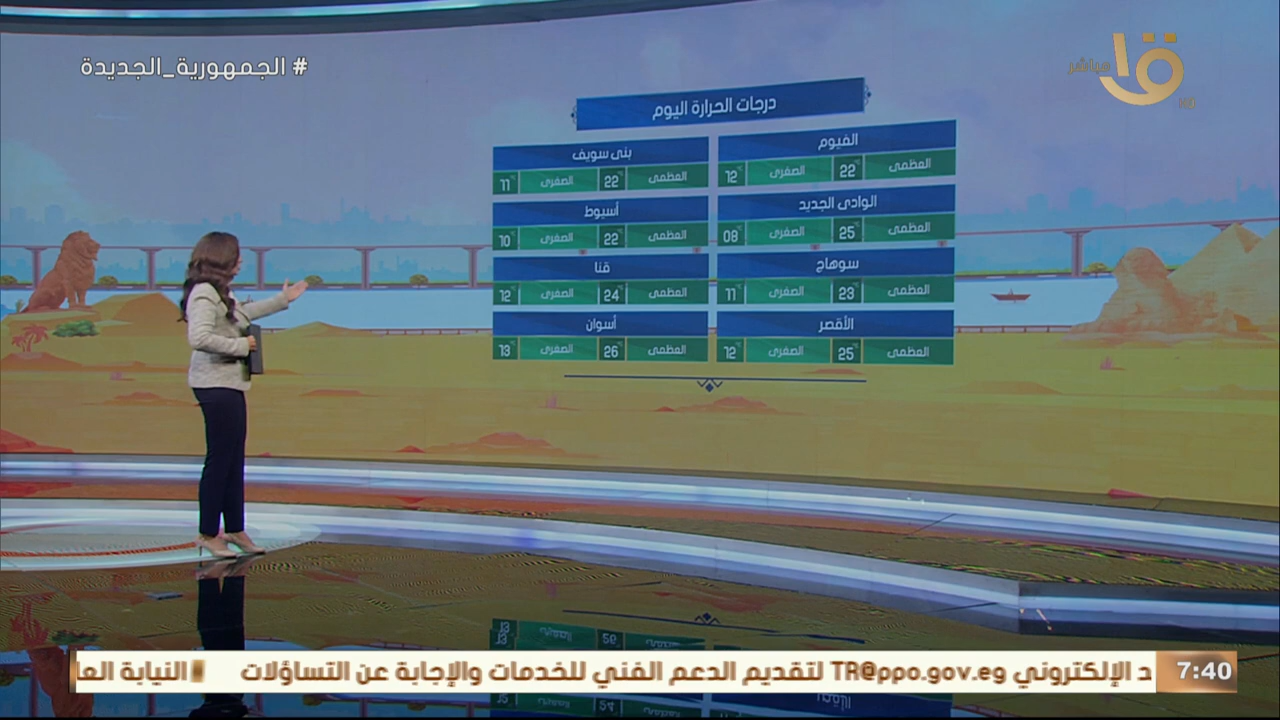 # الجمهورية_الجديدة
مباشر
HD
درجات الحرارة اليوم
الفيوم
العظمى 22 الصغرى 12
بنى سويف
العظمى 22 الصغرى 11
الوادى الجديد
العظمى 25 الصغرى 08
أسيوط
العظمى 22 الصغرى 10
سوهاج
العظمى 23 الصغرى 11
قنا
العظمى 24 الصغرى 12
الأقصر
العظمى 25 الصغرى 12
أسوان
العظمى 26 الصغرى 13
7:40
د الإلكتروني TR@ppo.gov.eg لتقديم الدعم الفني للخدمات والإجابة عن التساؤلات النيابة العا